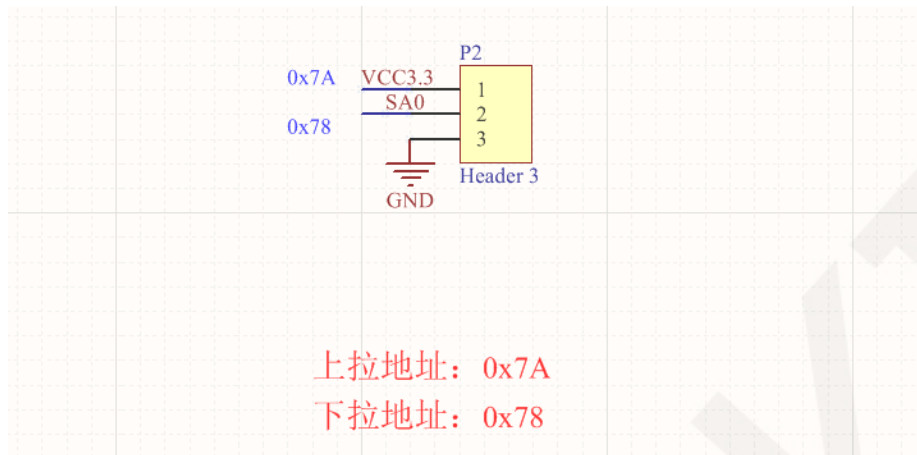 P2
0x7A VCC3.3 1
SA0 2
0x78 3
Header 3
GND
上拉地址：0x7A
下拉地址：0x78